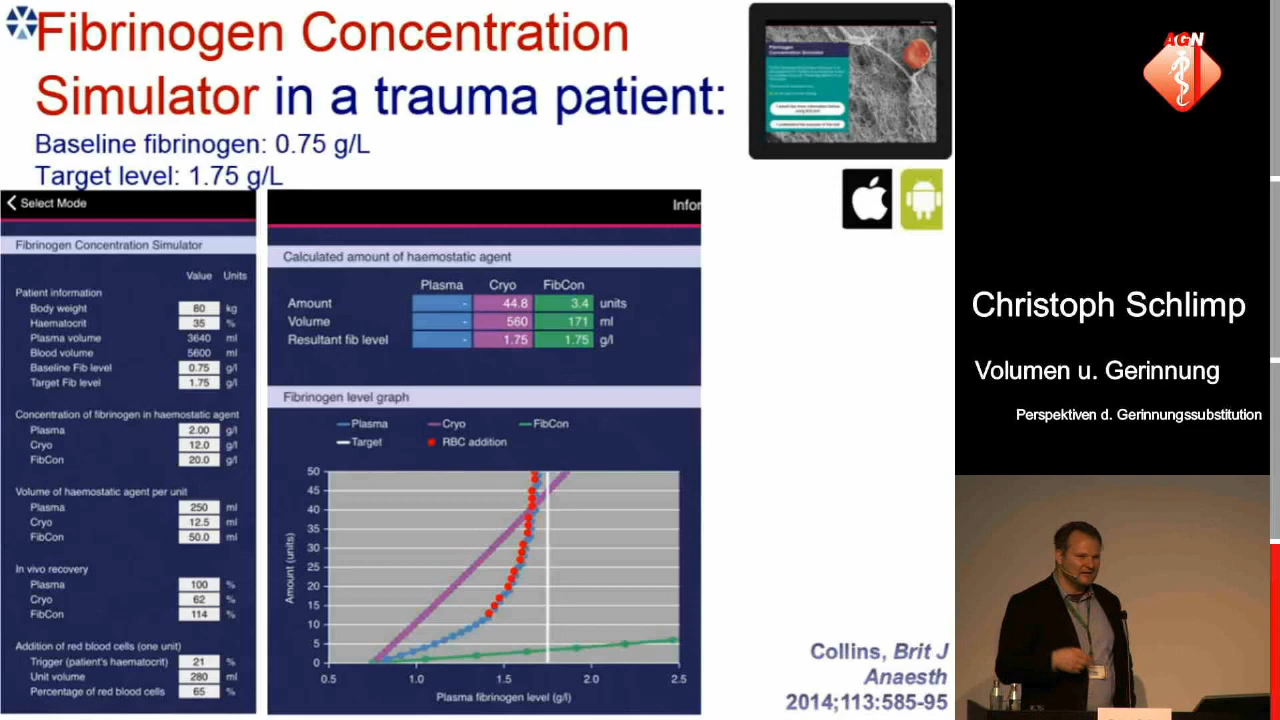 Fibrinogen Concentration
Simulator in a trauma patient:
Baseline fibrinogen: 0.75 g/L
Target level: 1.75 g/L
Select Mode
Fibrinogen Concentration Simulator
Value Units
Patient information
Body weight 80 kg
Haematocrit 35 %
Plasma volume 3640 ml
Blood volume 5600 ml
Baseline Fib level 0.75 g/l
Target Fib level 1.75 g/l
Concentration of fibrinogen in haemostatic agent
Plasma 2.00 g/l
Cryo 12.0 g/l
FibCon 20.0 g/l
Volume of haemostatic agent per unit
Plasma 250 ml
Cryo 12.5 ml
FibCon 50.0 ml
In vivo recovery
Plasma 100 %
Cryo 62 %
FibCon 114 %
Addition of red blood cells (one unit)
Trigger (patient's haematocrit) 21 %
Unit volume 280 ml
Percentage of red blood cells 65 %
Infor
Calculated amount of haemostatic agent
Plasma Cryo FibCon
Amount - 44.8 3.4 units
Volume - 560 171 ml
Resultant fib level - 1.75 1.75 g/l
Fibrinogen level graph
Plasma Cryo FibCon
Target RBC addition
Amount (units)
50
45
40
35
30
25
20
15
10
5
0
0.5 1.0 1.5 2.0 2.5
Plasma fibrinogen level (g/l)
Fibrinogen
Concentration Simulator
Collins, Brit J
Anaesth
2014;113:585-95
AGN
Christoph Schlimp
Volumen u. Gerinnung
Perspektiven d. Gerinnungssubstitution